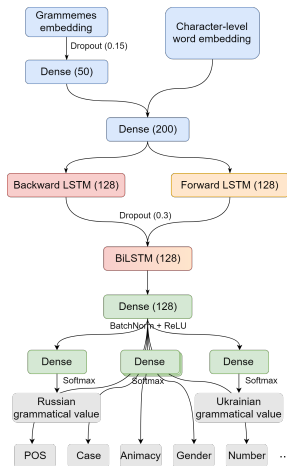 Grammemes
embedding
Character-level
word embedding
Dropout (0.15)
Dense (50)
Dense (200)
Backward LSTM (128)
Forward LSTM (128)
Dropout (0.3)
BiLSTM (128)
Dense (128)
BatchNorm + ReLU
Dense
Dense
Dense
Softmax
Softmax
Softmax
Russian
grammatical value
Ukrainian
grammatical value
POS
Case
Animacy
Gender
Number
...